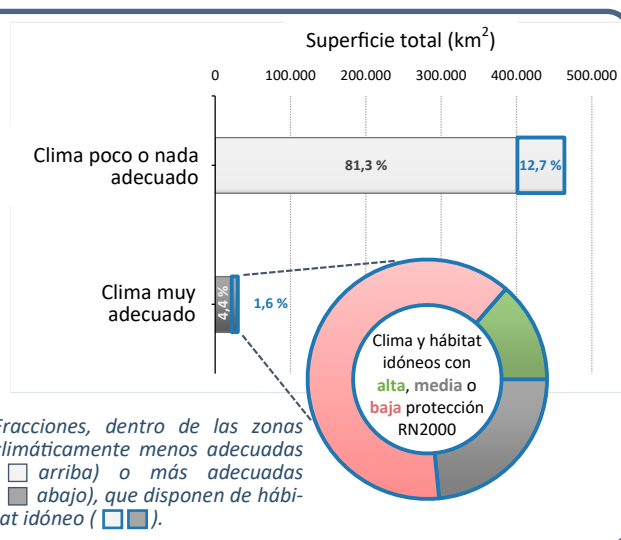 Superficie total (km²)
0 100.000 200.000 300.000 400.000 500.000
Clima poco o nada
adecuado
81,3 %
12,7 %
Clima muy
adecuado
4,4 %
1,6 %
Clima y hábitat
idóneos con
alta, media o
baja protección
RN2000
Fracciones, dentro de las zonas
climáticamente menos adecuadas
arriba) o más adecuadas
abajo), que disponen de hábi-
tat idóneo ( ).